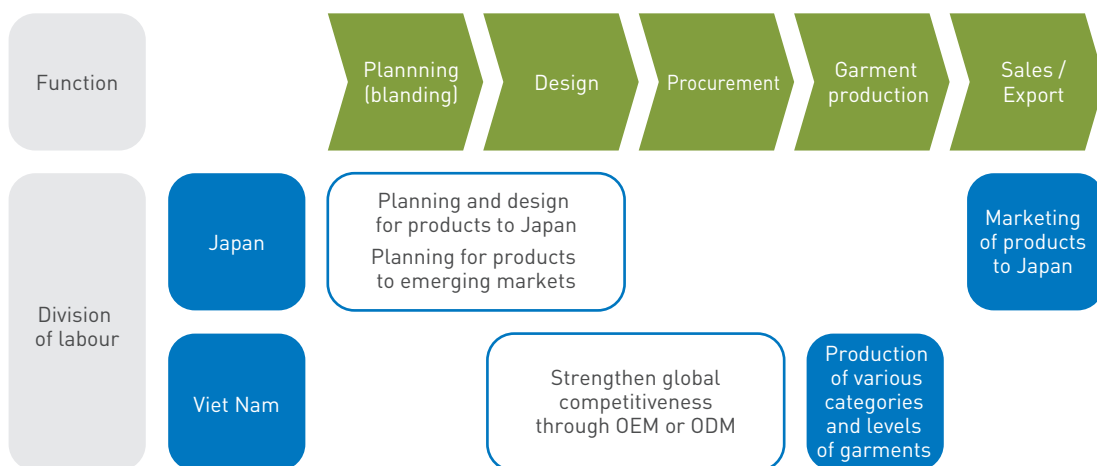 Function
Plannning
(blanding)
Design
Procurement
Garment
production
Sales /
Export
Division
of labour
Japan
Planning and design
for products to Japan
Planning for products
to emerging markets
Marketing
of products
to Japan
Viet Nam
Strengthen global
competitiveness
through OEM or ODM
Production
of various
categories
and levels
of garments